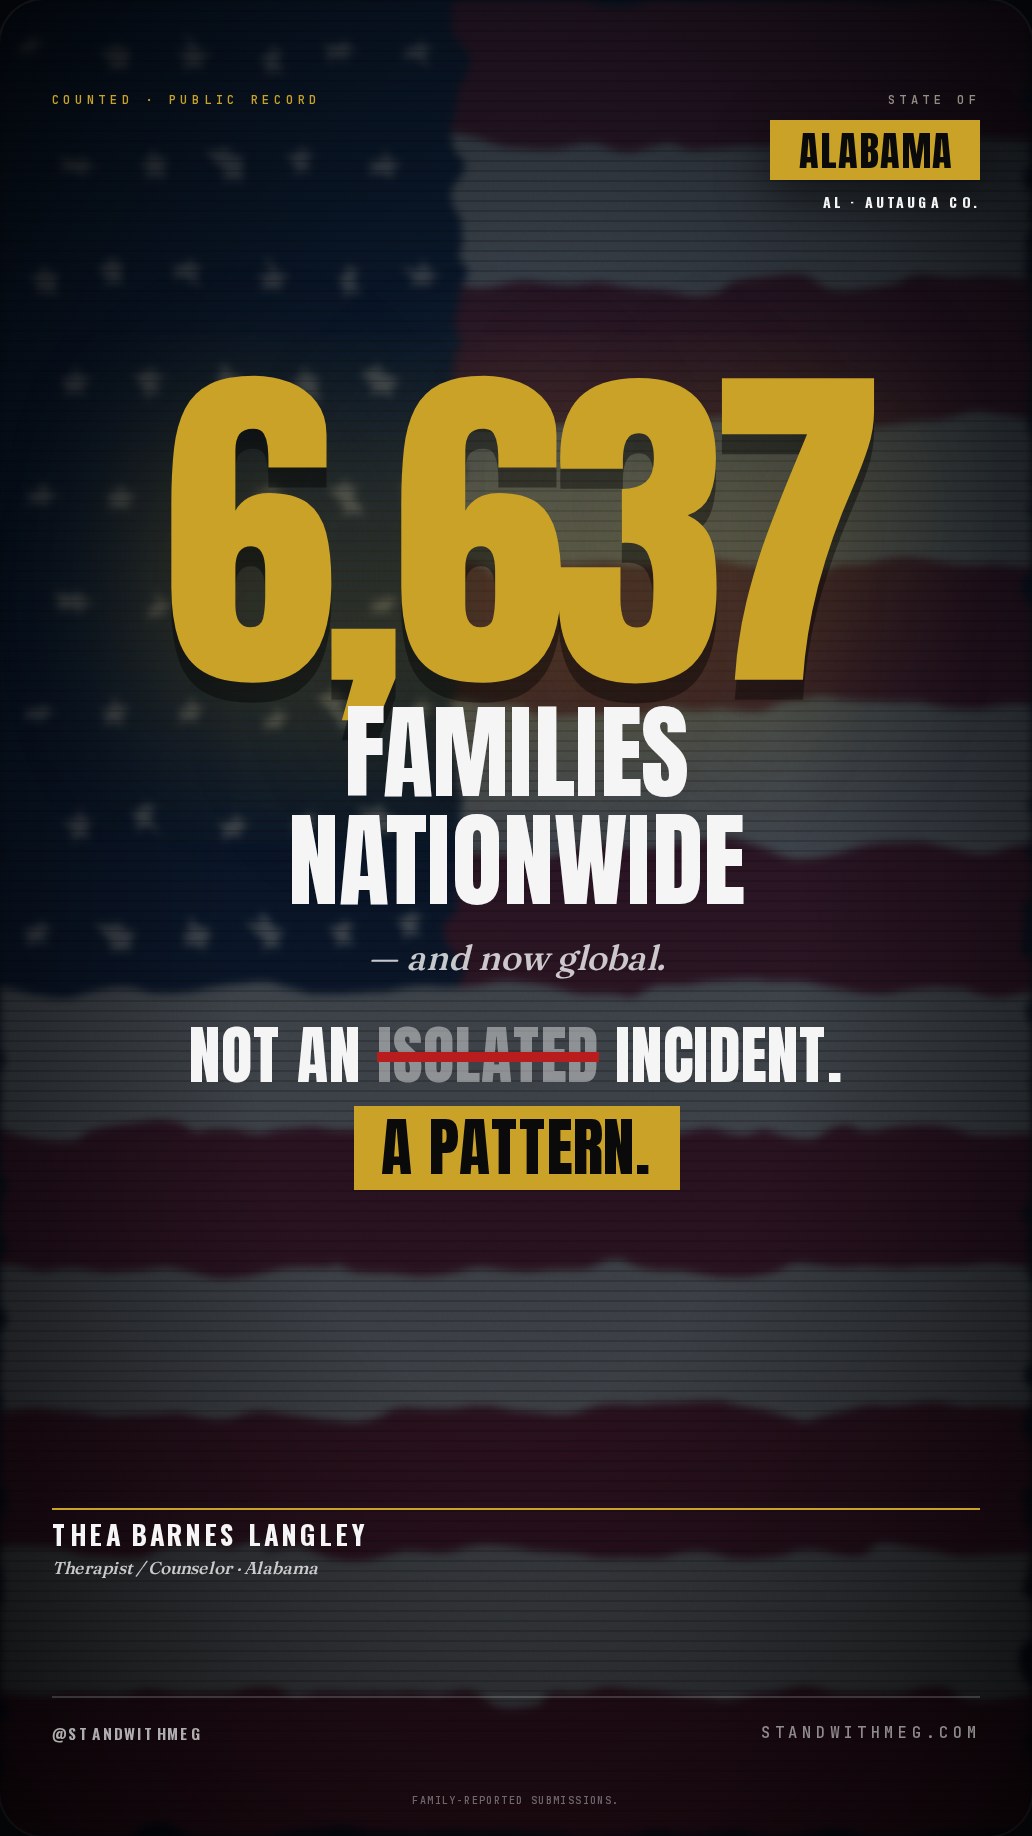 COUNTED · PUBLIC RECORD
STATE OF
ALABAMA
AL · AUTAUGA CO.
6,637
FAMILIES
NATIONWIDE
— and now global.
NOT AN ISOLATED INCIDENT.
A PATTERN.
THEA BARNES LANGLEY
Therapist / Counselor · Alabama
@STANDWITHMEG
STANDWITHMEG.COM
FAMILY-REPORTED SUBMISSIONS.